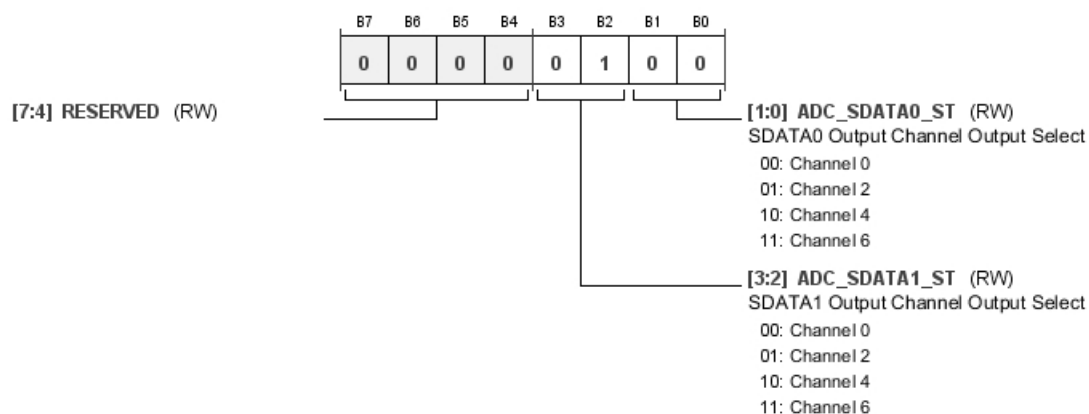 B7 B6 B5 B4 B3 B2 B1 B0
0 0 0 0 0 1 0 0
[7:4] RESERVED (RW)
[1:0] ADC_SDATA0_ST (RW)
SDATA0 Output Channel Output Select
00: Channel 0
01: Channel 2
10: Channel 4
11: Channel 6
[3:2] ADC_SDATA1_ST (RW)
SDATA1 Output Channel Output Select
00: Channel 0
01: Channel 2
10: Channel 4
11: Channel 6